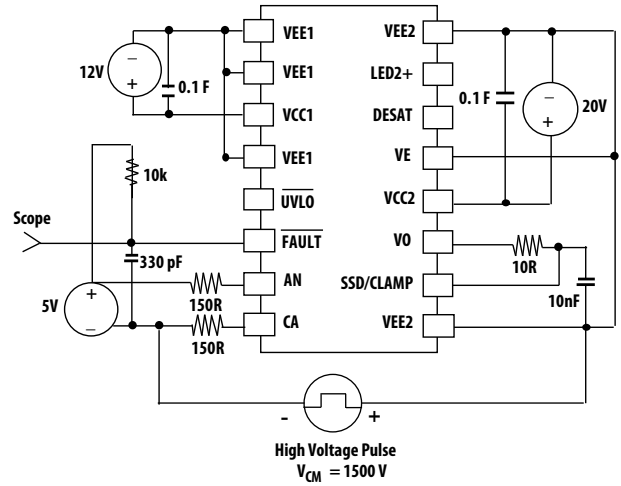 VEE1
VEE1
VCC1
VEE1
UVLO
FAULT
AN
CA
VEE2
LED2+
DESAT
VE
VCC2
VO
SSD/CLAMP
VEE2
12V
−
+
0.1 F
10k
Scope
330 pF
5V
+
−
150R
150R
0.1 F
−
+
20V
10R
10nF
- +
High Voltage Pulse
VCM = 1500 V